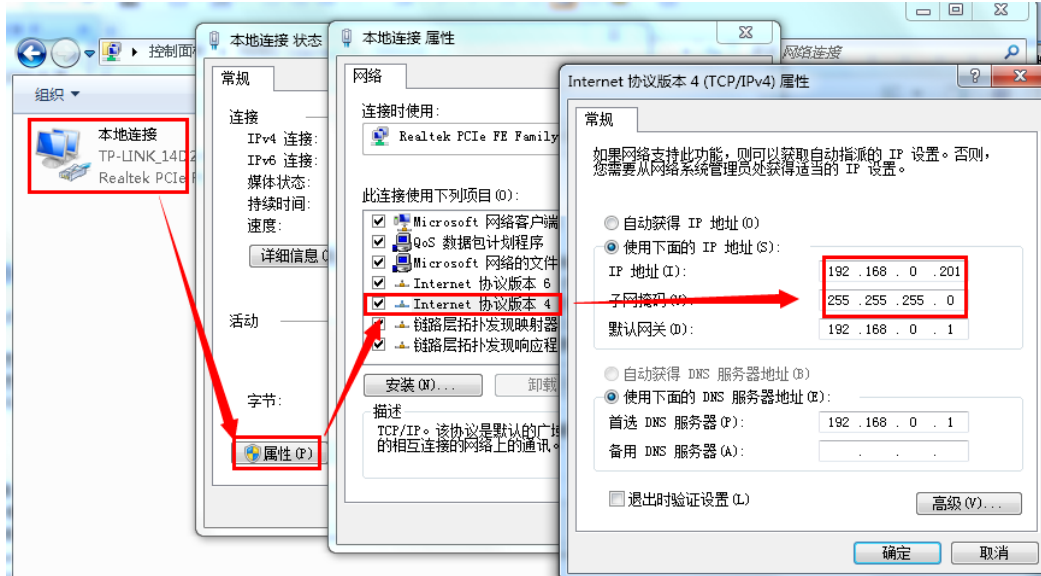 控制面
组织
本地连接
TP-LINK_14D2
Realtek PCIe F
本地连接 状态
常规
连接
IPv4 连接:
IPv6 连接:
媒体状态:
持续时间:
速度:
详细信息(
活动
字节:
属性(P)
本地连接 属性
网络
连接时使用:
Realtek PCIe FE Family
此连接使用下列项目(O):
Microsoft 网络客户端
QoS 数据包计划程序
Microsoft 网络的文件
Internet 协议版本 6
Internet 协议版本 4
链路层拓扑发现映射器
链路层拓扑发现响应程
安装(N)...
卸载
描述
TCP/IP。该协议是默认的广域
的相互连接的网络上的通讯。
网络连接
Internet 协议版本 4 (TCP/IPv4) 属性
常规
如果网络支持此功能，则可以获取自动指派的 IP 设置。否则，
您需要从网络系统管理员处获得适当的 IP 设置。
自动获得 IP 地址(O)
使用下面的 IP 地址(S):
IP 地址(I): 192 .168 . 0 .201
子网掩码(U): 255 .255 .255 . 0
默认网关(D): 192 .168 . 0 . 1
自动获得 DNS 服务器地址(B)
使用下面的 DNS 服务器地址(E):
首选 DNS 服务器(P): 192 .168 . 0 . 1
备用 DNS 服务器(A): . . .
退出时验证设置(L)
高级(V)...
确定
取消